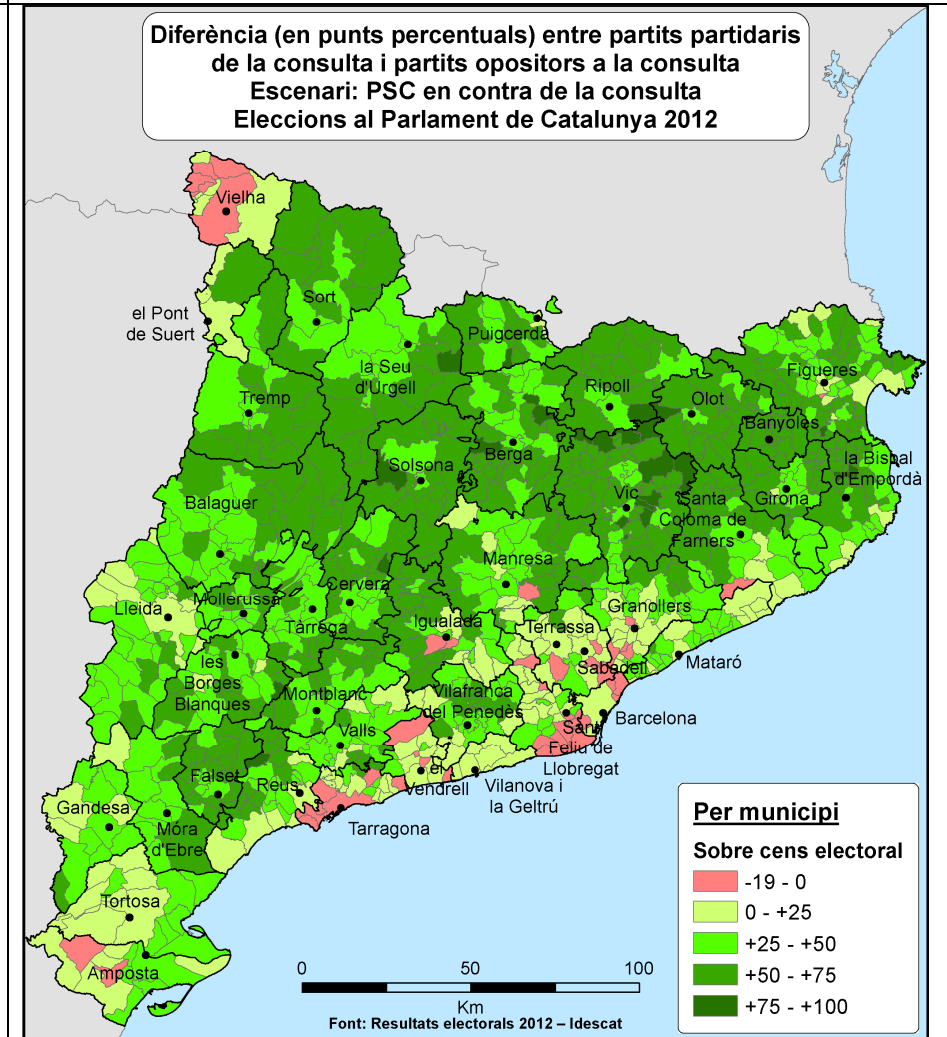 Diferència (en punts percentuals) entre partits partidaris
de la consulta i partits opositors a la consulta
Escenari: PSC en contra de la consulta
Eleccions al Parlament de Catalunya 2012
Vielha
el Pont
de Suert
Sort
Puigcerdà
la Seu
d'Urgell
Tremp
Ripoll
Olot
Figueres
Banyoles
Berga
Solsona
la Bisbal
d'Empordà
Balaguer
Vic
Santa
Coloma de
Farners
Girona
Manresa
Cervera
Mollerussa
Lleida
Tàrrega
Igualada
Granollers
Terrassa
Sabadell
Mataró
les
Borges
Blanques
Montblanc
Vilafranca
del Penedès
Barcelona
Valls
Sant
Feliu de
Llobregat
Falset
Reus
el
Vendrell
Vilanova i
la Geltrú
Gandesa
Móra
d'Ebre
Tarragona
Tortosa
Amposta
Per municipi
Sobre cens electoral
-19 - 0
0 - +25
+25 - +50
+50 - +75
+75 - +100
0 50 100
Km
Font: Resultats electorals 2012 – Idescat